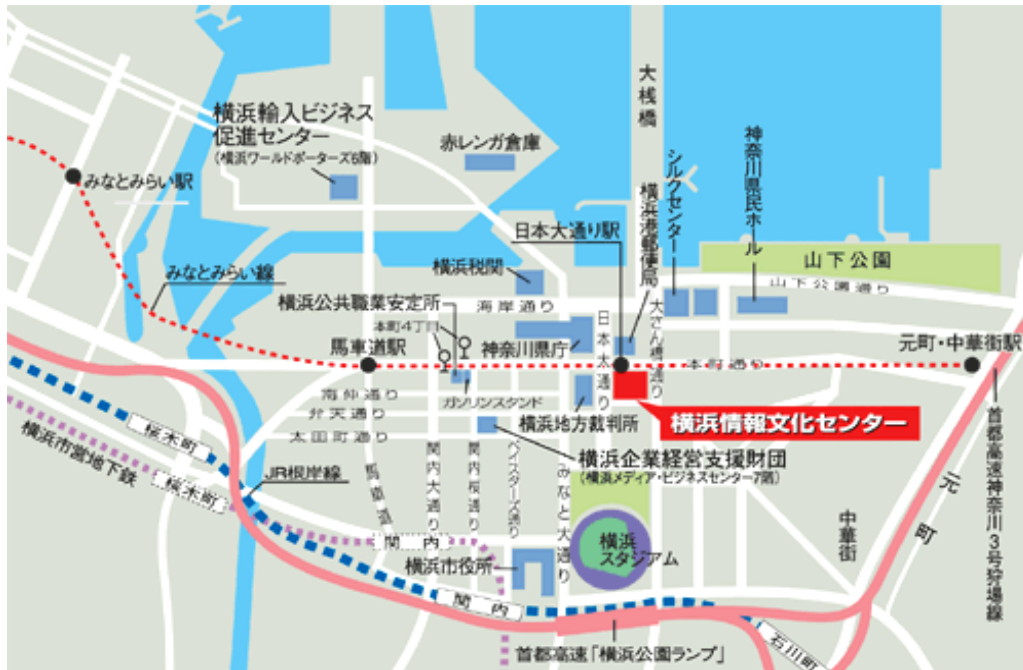 横浜輸入ビジネス
促進センター
(横浜ワールドポーターズ6階)
赤レンガ倉庫
大桟橋
シルクセンター
神奈川県民ホール
みなとみらい駅
横浜港郵便局
日本大通り駅
山下公園
山下公園通り
みなとみらい線
横浜税関
横浜公共職業安定所
海岸通り
本町4丁目
馬車道駅
神奈川県庁
日本大通り
大さん橋通り
本町通り
元町・中華街駅
南仲通り
弁天通り
太田町通り
ガソリンスタンド
横浜地方裁判所
横浜情報文化センター
横浜企業経営支援財団
(横浜メディア・ビジネスセンター7階)
桜木町
横浜市営地下鉄
桜木町
JR根岸線
馬車道
関内大通り
関内桜通り
ベイスターズ通り
みなと大通り
首都高速神奈川3号狩場線
元町
中華街
関内
横浜
スタジアム
横浜市役所
関内
石川町
首都高速「横浜公園ランプ」